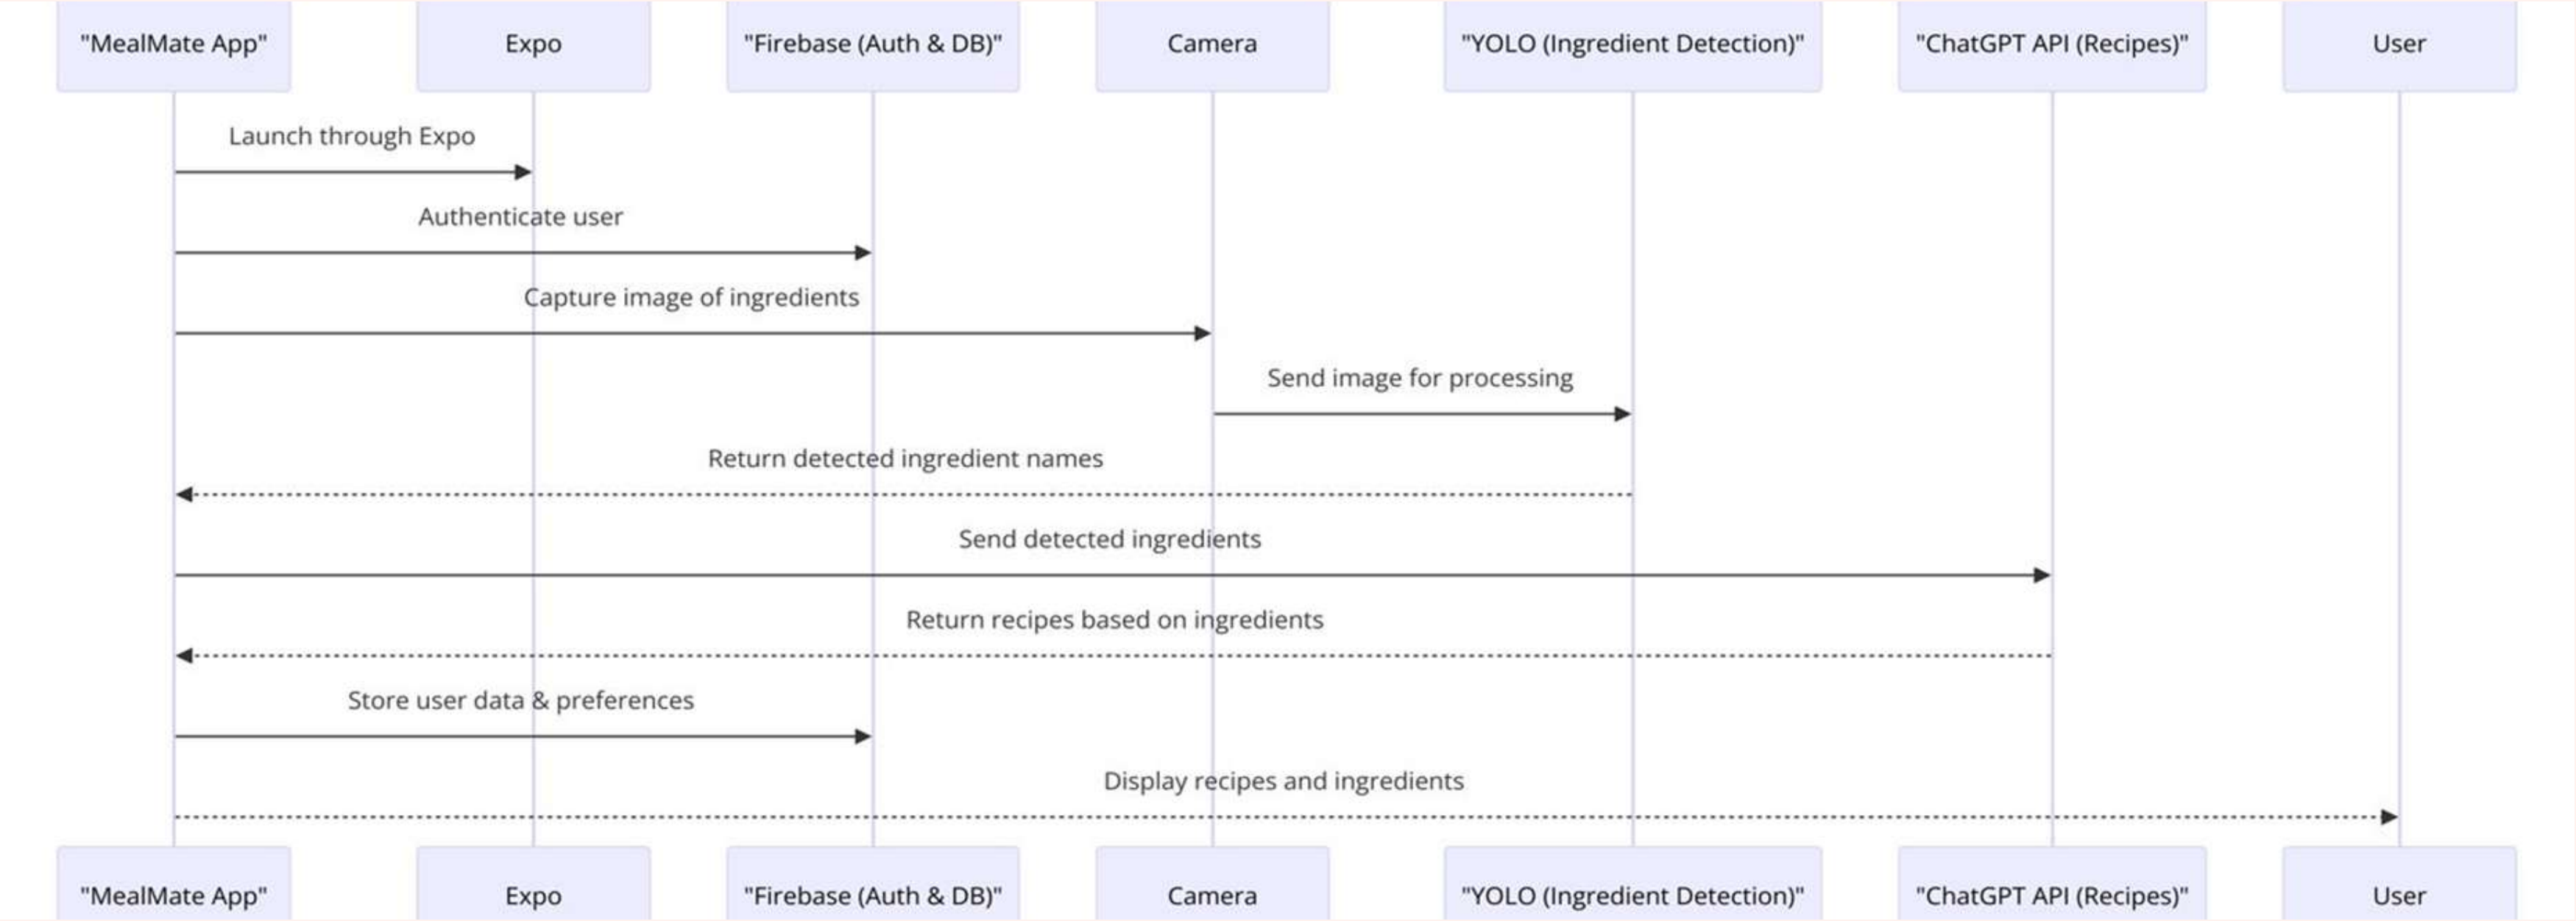 "MealMate App"
Expo
"Firebase (Auth & DB)"
Camera
"YOLO (Ingredient Detection)"
"ChatGPT API (Recipes)"
User
Launch through Expo
Authenticate user
Capture image of ingredients
Send image for processing
Return detected ingredient names
Send detected ingredients
Return recipes based on ingredients
Store user data & preferences
Display recipes and ingredients
"MealMate App"
Expo
"Firebase (Auth & DB)"
Camera
"YOLO (Ingredient Detection)"
"ChatGPT API (Recipes)"
User